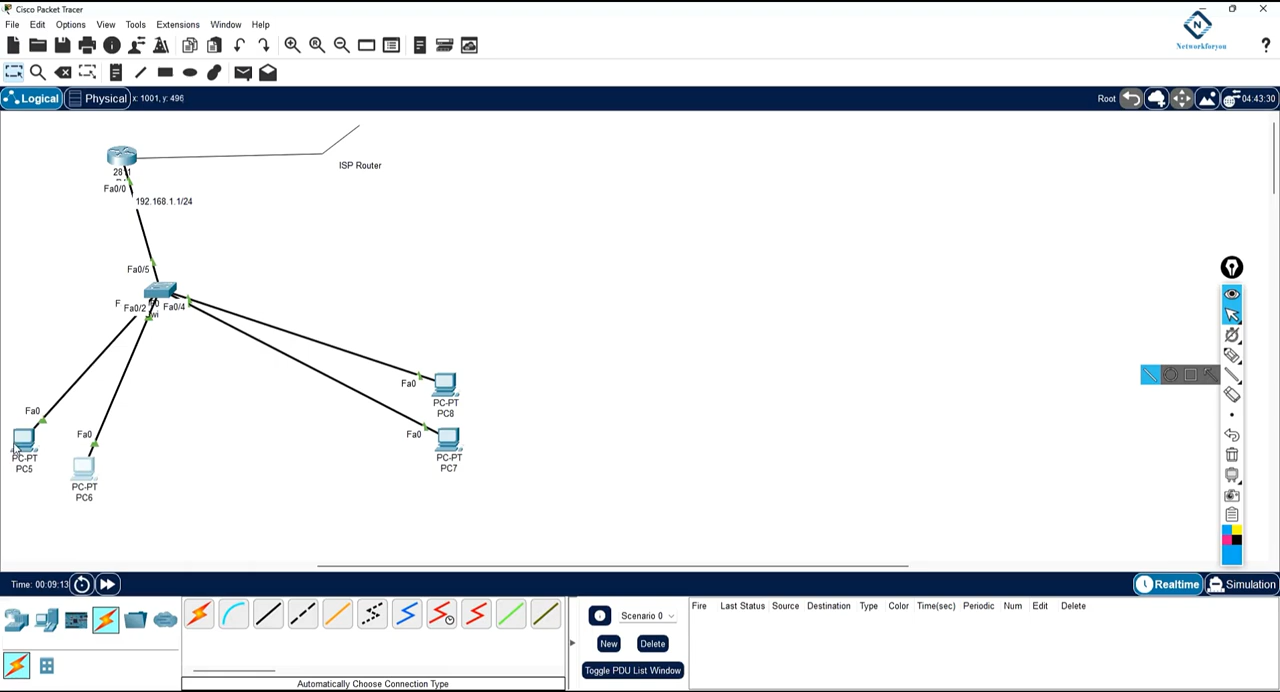 Cisco Packet Tracer
File Edit Options View Tools Extensions Window Help
N
Networkforyou
?
Logical Physical x: 1001, y: 496
Root 04:43:30
ISP Router
Fa0/0
192.168.1.1/24
Fa0/5
F Fa0/2 Fa0/4
Fa0
PC-PT
PC8
Fa0
PC-PT
PC7
Fa0
PC-PT
PC5
Fa0
PC-PT
PC6
Time: 00:09:13
Realtime Simulation
Scenario 0
New Delete
Toggle PDU List Window
Fire Last Status Source Destination Type Color Time(sec) Periodic Num Edit Delete
Automatically Choose Connection Type